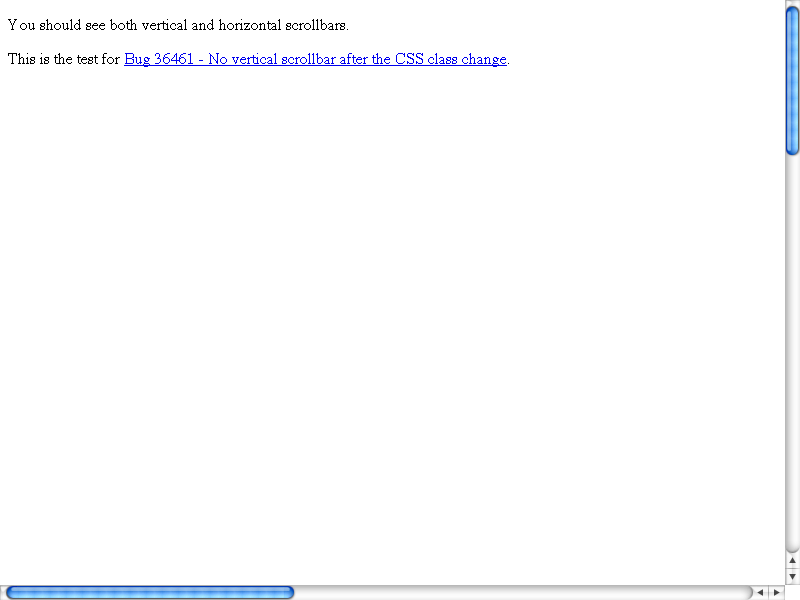 You should see both vertical and horizontal scrollbars.
This is the test for Bug 36461 - No vertical scrollbar after the CSS class change.